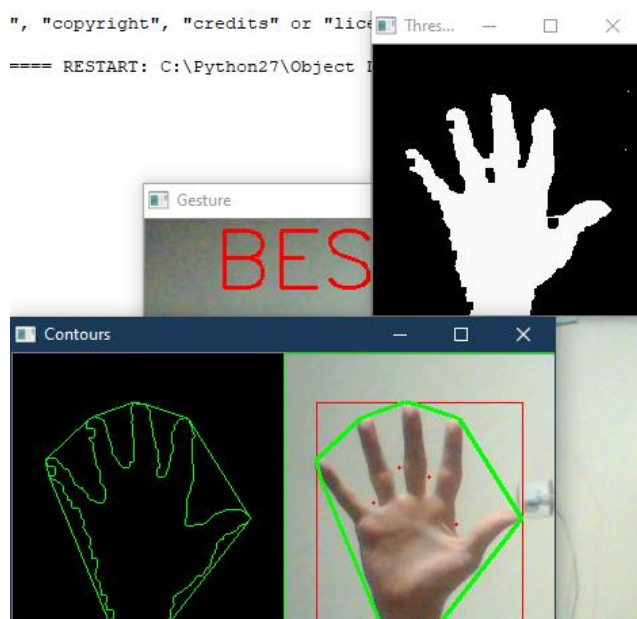 ", "copyright", "credits" or "lice
Thres...
==== RESTART: C:\Python27\Object
Gesture
BES
Contours